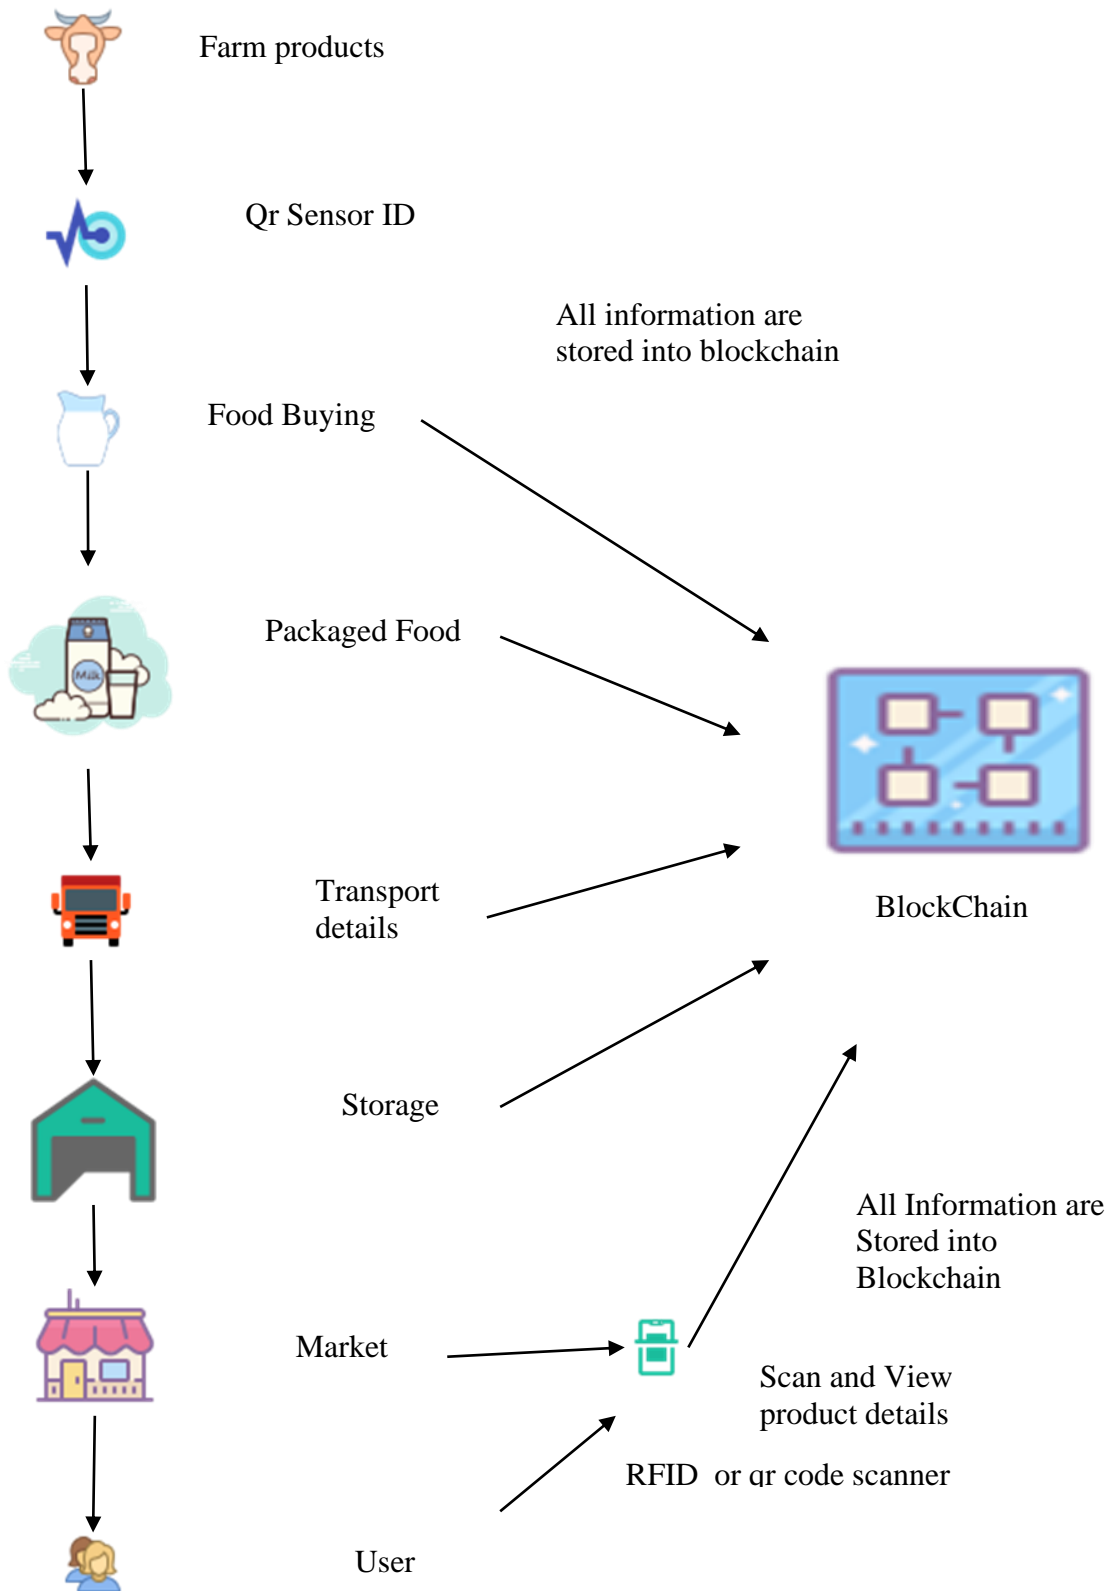 Farm products
Qr Sensor ID
All information are
stored into blockchain
Food Buying
Packaged Food
Milk
Transport
details
BlockChain
Storage
All Information are
Stored into
Blockchain
Market
Scan and View
product details
RFID or qr code scanner
User